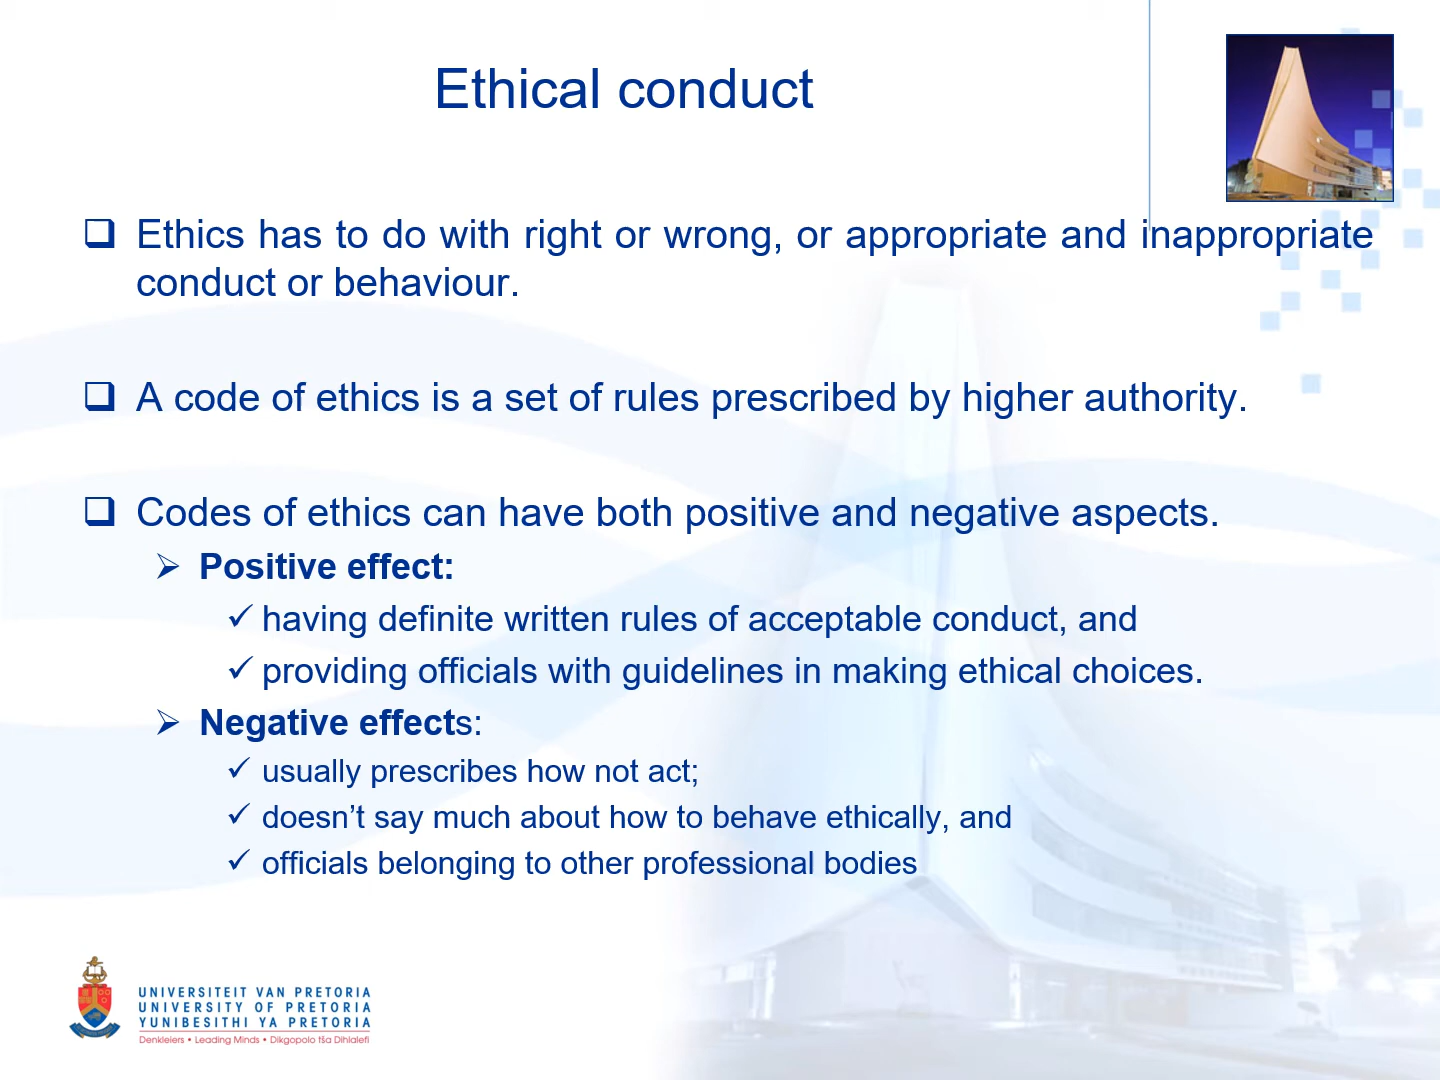 Ethical conduct
Ethics has to do with right or wrong, or appropriate and inappropriate
conduct or behaviour.
A code of ethics is a set of rules prescribed by higher authority.
Codes of ethics can have both positive and negative aspects.
Positive effect:
having definite written rules of acceptable conduct, and
providing officials with guidelines in making ethical choices.
Negative effects:
usually prescribes how not act;
doesn’t say much about how to behave ethically, and
officials belonging to other professional bodies
UNIVERSITEIT VAN PRETORIA
UNIVERSITY OF PRETORIA
YUNIBESITHI YA PRETORIA
Denkleiers • Leading Minds • Dikgopolo tša Dihlalefi